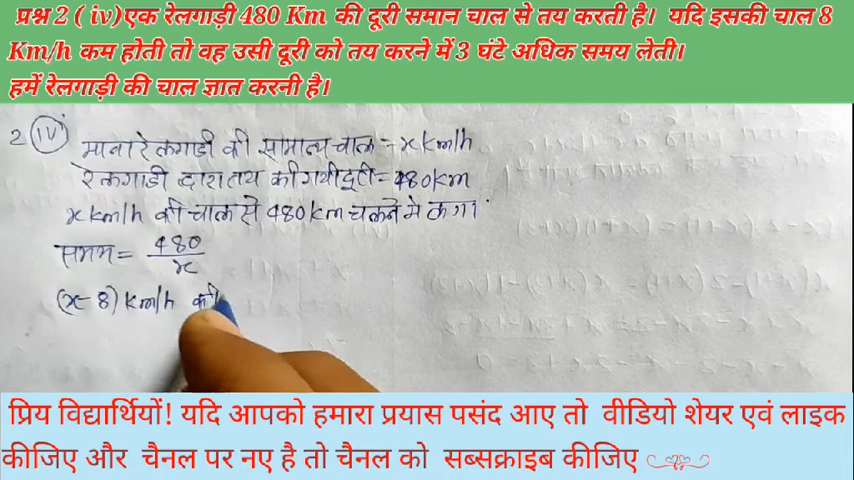 प्रश्न 2 ( iv)एक रेलगाड़ी 480 Km की दूरी समान चाल से तय करती है। यदि इसकी चाल 8
Km/h कम होती तो वह उसी दूरी को तय करने में 3 घंटे अधिक समय लेती।
हमें रेलगाड़ी की चाल ज्ञात करनी है।
2 (iv) माना रेलगाडी की सामान्य चाल = x km/h
रेलगाडी द्वारा तय की गयी दूरी = 480 km
x km/h की चाल से 480 km चलने मे लगा
समय = 480/x
(x-8) km/h की
प्रिय विद्यार्थियों! यदि आपको हमारा प्रयास पसंद आए तो वीडियो शेयर एवं लाइक
कीजिए और चैनल पर नए है तो चैनल को सब्सक्राइब कीजिए